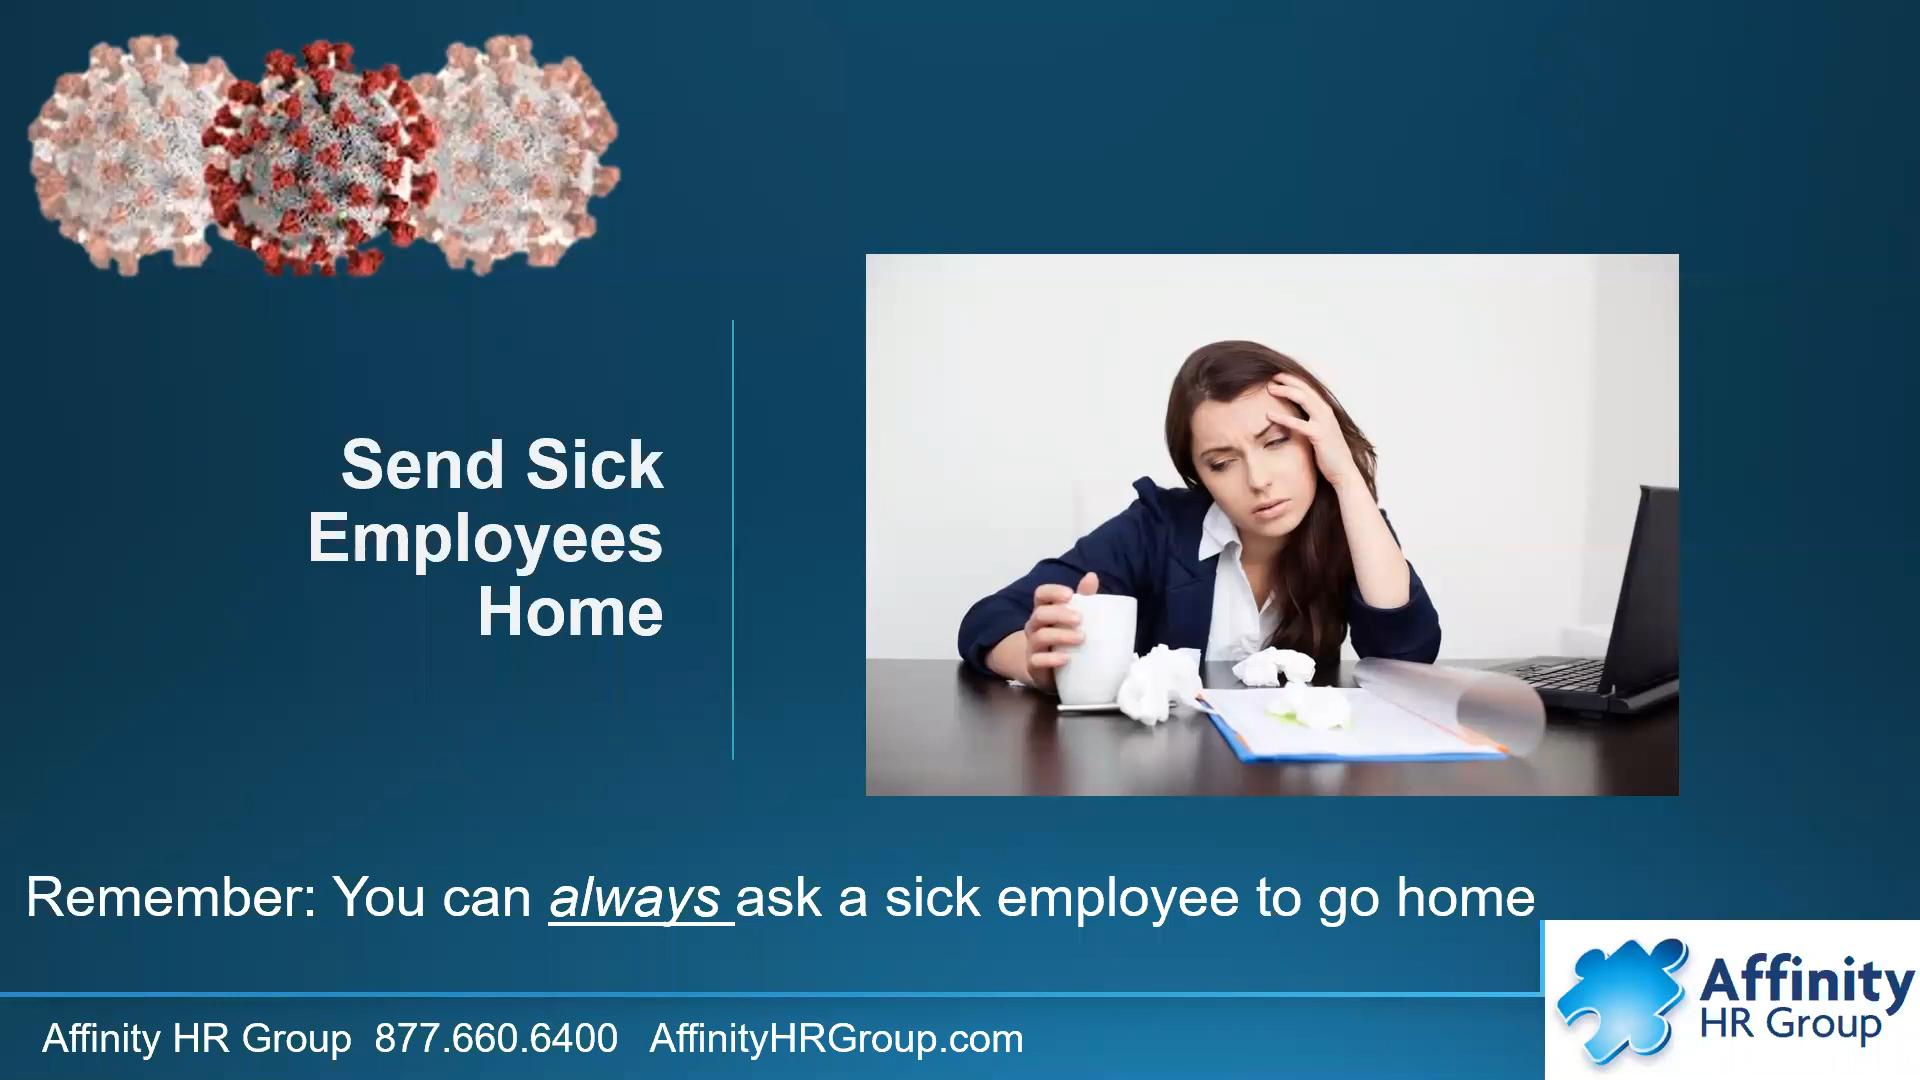 Send Sick
Employees
Home
Remember: You can always ask a sick employee to go home
Affinity HR Group 877.660.6400 AffinityHRGroup.com
Affinity
HR Group